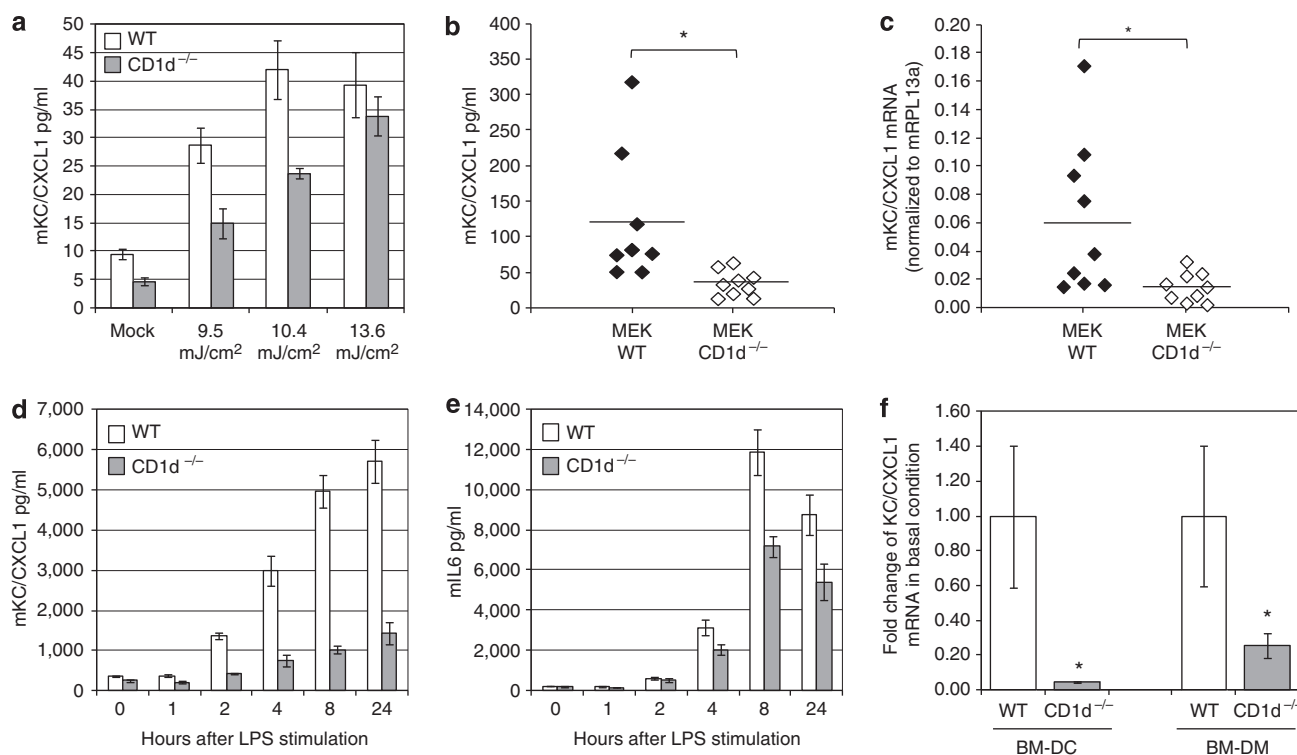 a
mKC/CXCL1 pg/ml
50
45
40
35
30
25
20
15
10
5
0
WT
CD1d−/−
Mock
9.5
mJ/cm²
10.4
mJ/cm²
13.6
mJ/cm²
b
mKC/CXCL1 pg/ml
400
350
300
250
200
150
100
50
0
*
MEK
WT
MEK
CD1d−/−
c
mKC/CXCL1 mRNA
(normalized to mRPL13a)
0.20
0.18
0.16
0.14
0.12
0.10
0.08
0.06
0.04
0.02
0.00
*
MEK
WT
MEK
CD1d−/−
d
mKC/CXCL1 pg/ml
7,000
6,000
5,000
4,000
3,000
2,000
1,000
0
WT
CD1d−/−
0 1 2 4 8 24
Hours after LPS stimulation
e
mIL6 pg/ml
14,000
12,000
10,000
8,000
6,000
4,000
2,000
0
WT
CD1d−/−
0 1 2 4 8 24
Hours after LPS stimulation
f
Fold change of KC/CXCL1
mRNA in basal condition
1.60
1.40
1.20
1.00
0.80
0.60
0.40
0.20
0.00
*
*
WT CD1d−/− WT CD1d−/−
BM-DC BM-DM